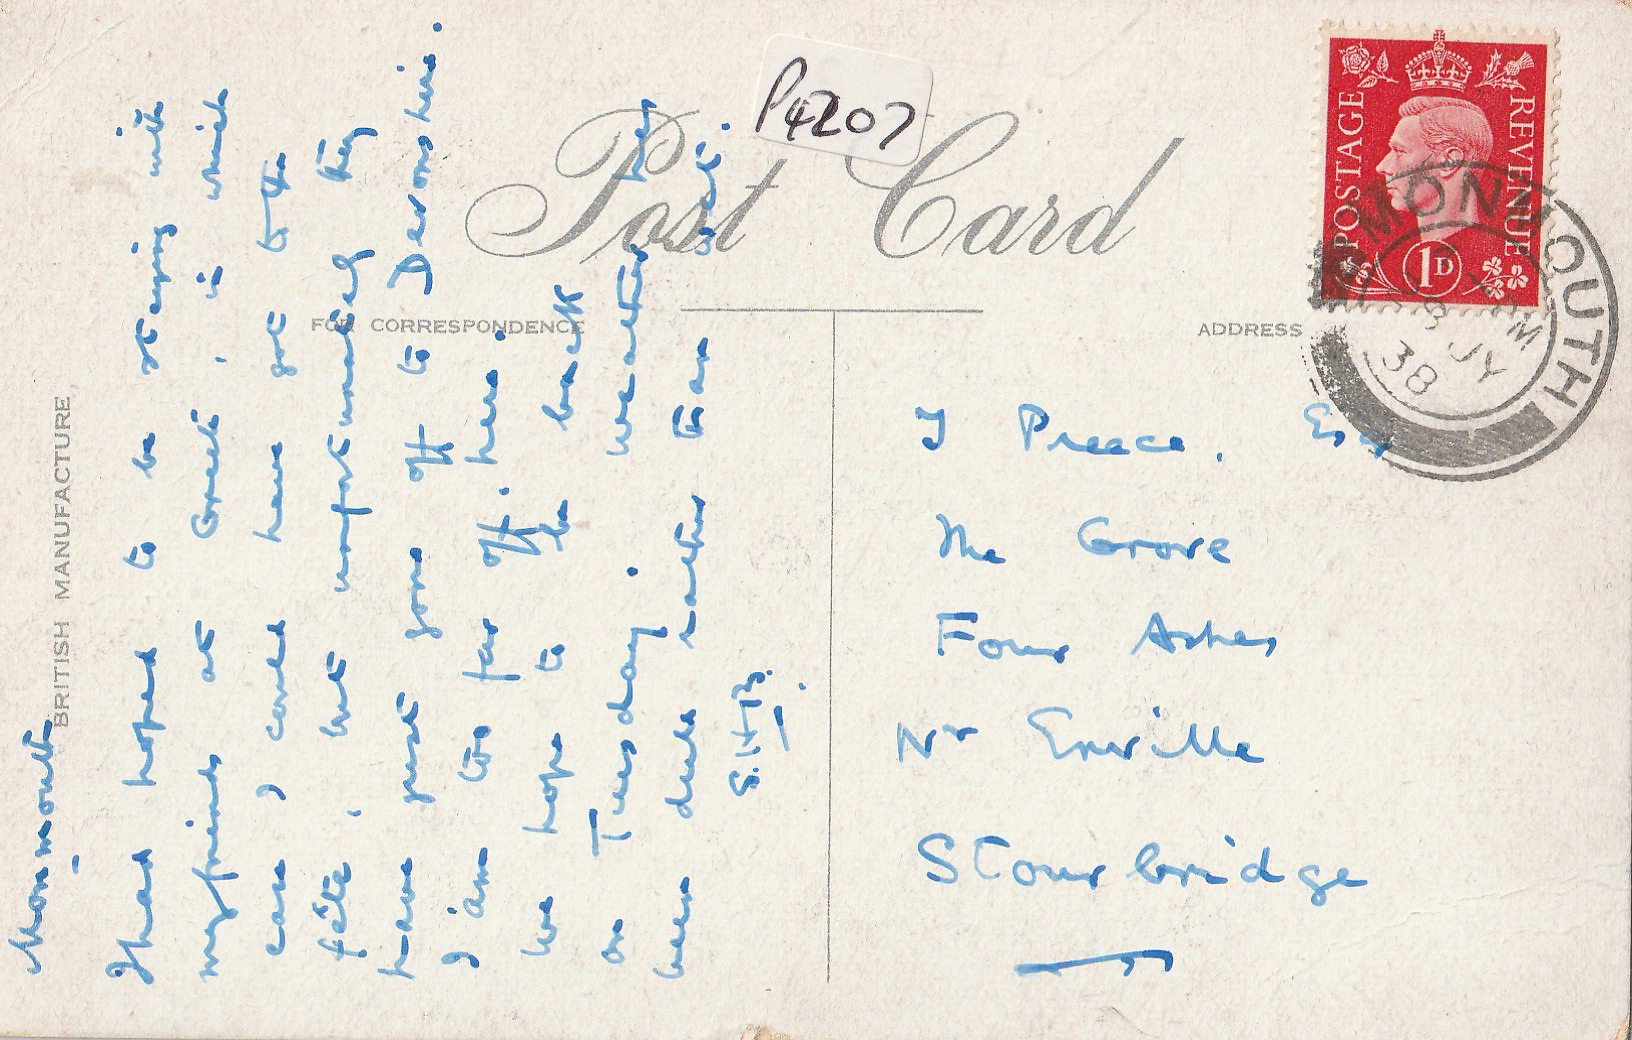 Post Card
P4207
FOR CORRESPONDENCE
ADDRESS
BRITISH MANUFACTURE
POSTAGE
REVENUE
1D
MONMOUTH
JY
38
Monmouth
I had hoped to be staying with
my friends at Greet, in which
case I could have got to the
fête, but unfortunately they
have just gone off to Devonshire.
I am too far off here.
We hope to be back
on Tuesday. Weather has
been dull rather than wet.
S.H.B.
J Preece. Esq
The Grove
Four Ashes
Nr Enville
Stourbridge